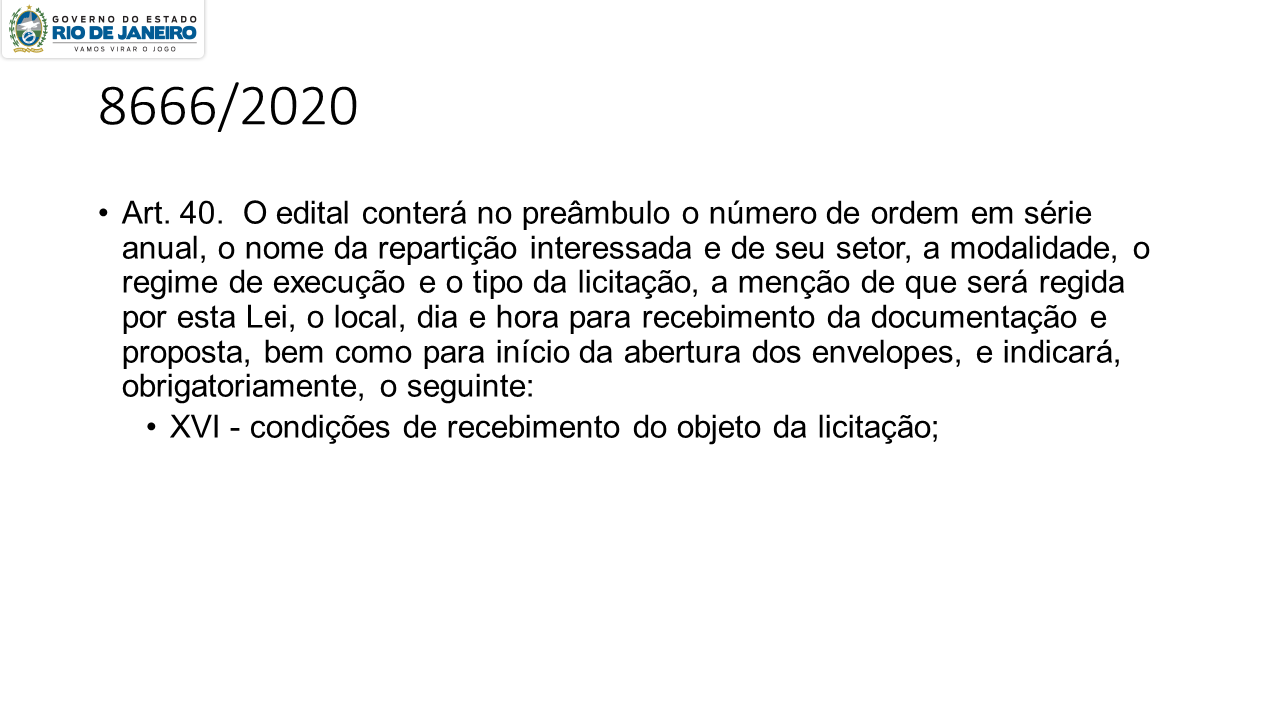 GOVERNO DO ESTADO
RIO DE JANEIRO
VAMOS VIRAR O JOGO
8666/2020
• Art. 40.  O edital conterá no preâmbulo o número de ordem em série
anual, o nome da repartição interessada e de seu setor, a modalidade, o
regime de execução e o tipo da licitação, a menção de que será regida
por esta Lei, o local, dia e hora para recebimento da documentação e
proposta, bem como para início da abertura dos envelopes, e indicará,
obrigatoriamente, o seguinte:
• XVI - condições de recebimento do objeto da licitação;